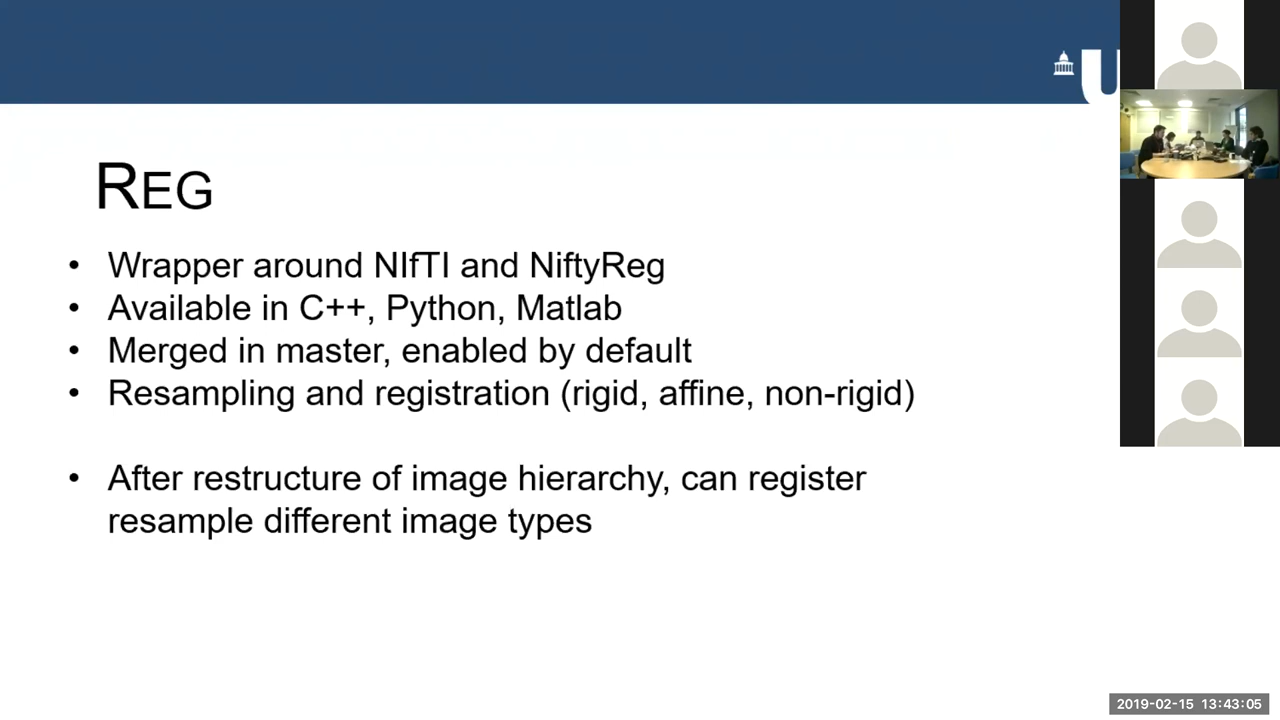 U
REG
• Wrapper around NIfTI and NiftyReg
• Available in C++, Python, Matlab
• Merged in master, enabled by default
• Resampling and registration (rigid, affine, non-rigid)
• After restructure of image hierarchy, can register
resample different image types
2019-02-15 13:43:05